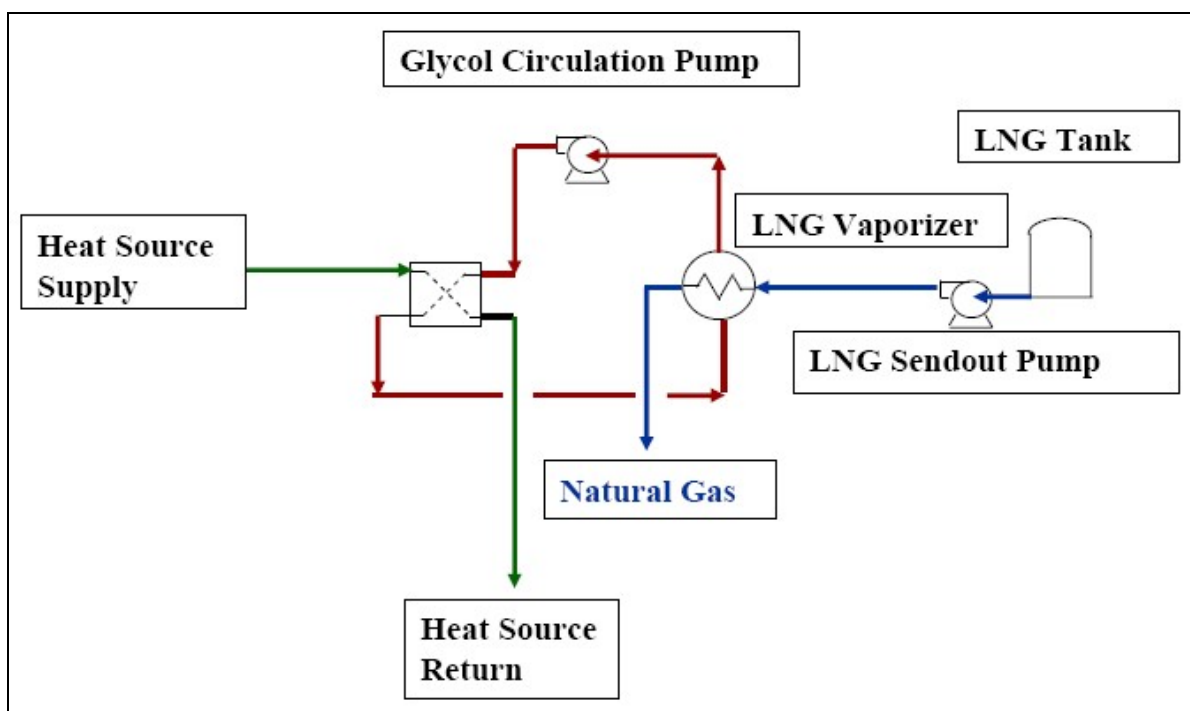 Glycol Circulation Pump
LNG Tank
LNG Vaporizer
Heat Source
Supply
LNG Sendout Pump
Natural Gas
Heat Source
Return